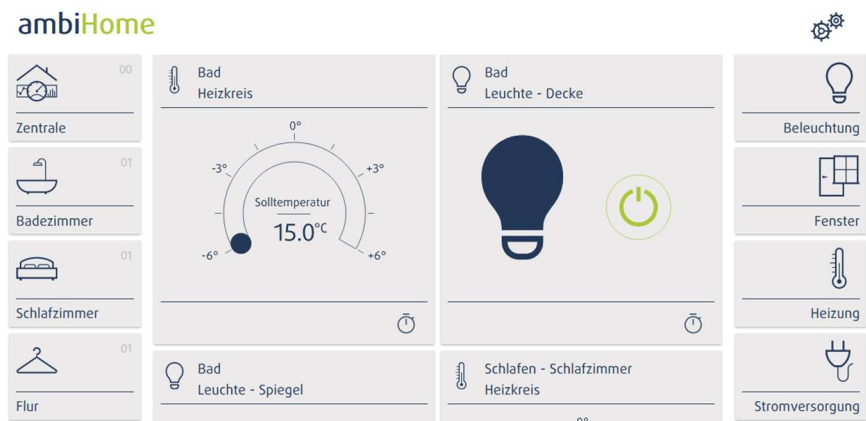 ambiHome
00
Zentrale
01
Badezimmer
01
Schlafzimmer
01
Flur
Bad
Heizkreis
0°
-3°
+3°
Solltemperatur
15.0°C
-6°
+6°
Bad
Leuchte - Decke
Bad
Leuchte - Spiegel
Schlafen - Schlafzimmer
Heizkreis
0°
Beleuchtung
Fenster
Heizung
Stromversorgung